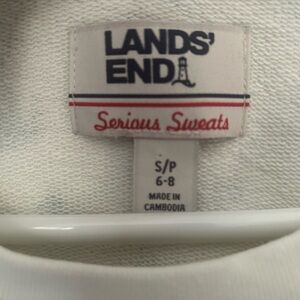 LANDS'
END
Serious Sweats
S/P
6-8
MADE IN
CAMBODIA